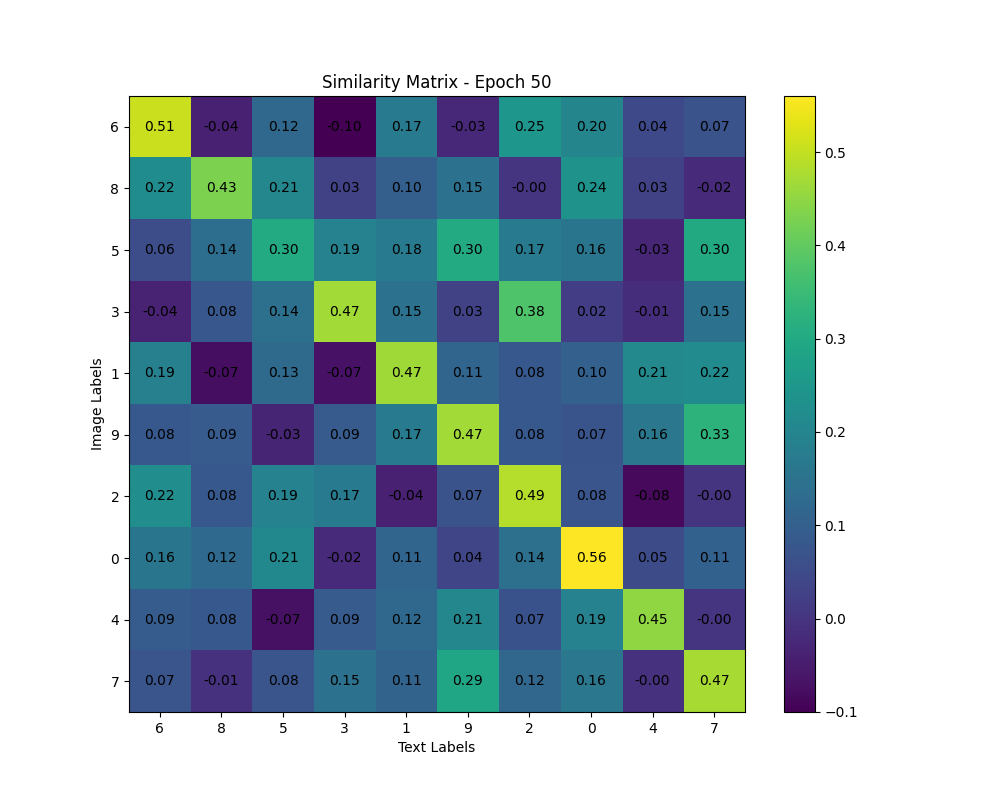 Similarity Matrix - Epoch 50
6 0.51 -0.04 0.12 -0.10 0.17 -0.03 0.25 0.20 0.04 0.07
8 0.22 0.43 0.21 0.03 0.10 0.15 -0.00 0.24 0.03 -0.02
5 0.06 0.14 0.30 0.19 0.18 0.30 0.17 0.16 -0.03 0.30
3 -0.04 0.08 0.14 0.47 0.15 0.03 0.38 0.02 -0.01 0.15
1 0.19 -0.07 0.13 -0.07 0.47 0.11 0.08 0.10 0.21 0.22
9 0.08 0.09 -0.03 0.09 0.17 0.47 0.08 0.07 0.16 0.33
2 0.22 0.08 0.19 0.17 -0.04 0.07 0.49 0.08 -0.08 -0.00
0 0.16 0.12 0.21 -0.02 0.11 0.04 0.14 0.56 0.05 0.11
4 0.09 0.08 -0.07 0.09 0.12 0.21 0.07 0.19 0.45 -0.00
7 0.07 -0.01 0.08 0.15 0.11 0.29 0.12 0.16 -0.00 0.47
6 8 5 3 1 9 2 0 4 7
Text Labels
Image Labels
0.5
0.4
0.3
0.2
0.1
0.0
−0.1